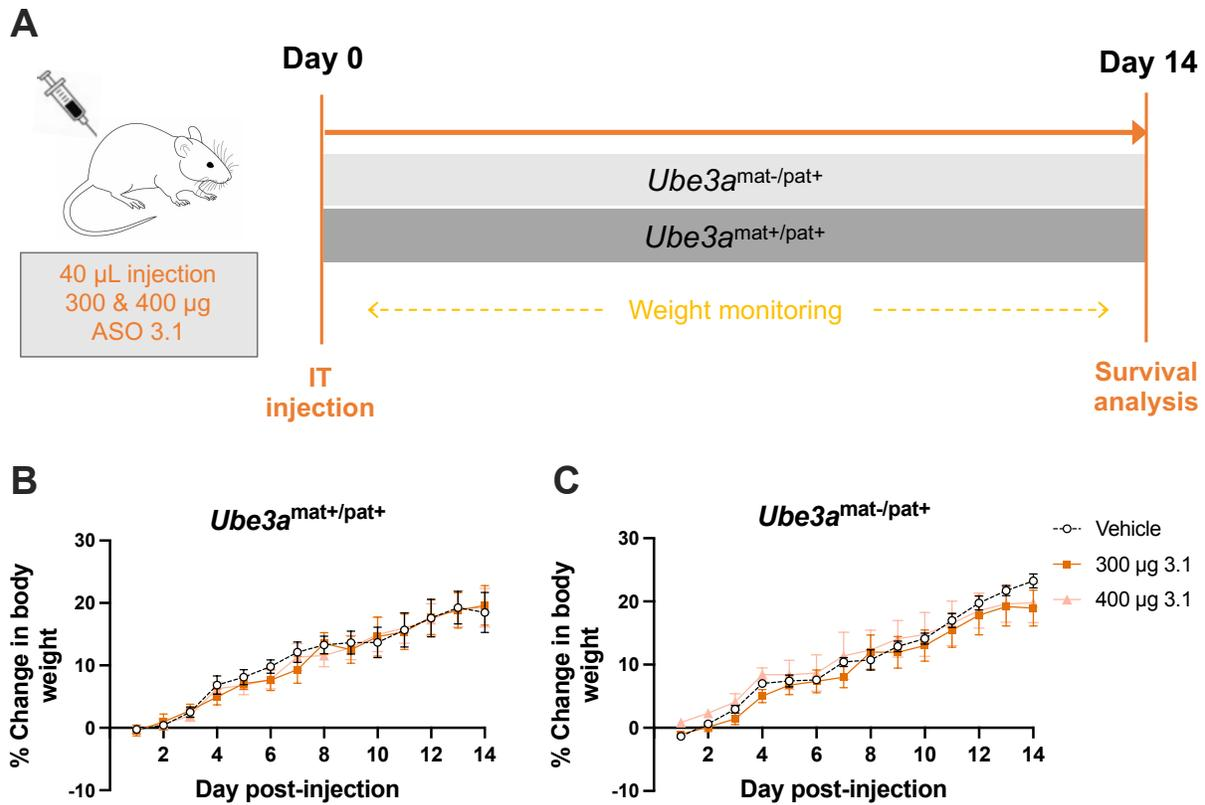 A
Day 0
Day 14
Ube3amat-/pat+
Ube3amat+/pat+
40 µL injection
300 & 400 µg
ASO 3.1
Weight monitoring
IT
injection
Survival
analysis
B
Ube3amat+/pat+
% Change in body
weight
30
20
10
0
-10
2 4 6 8 10 12 14
Day post-injection
C
Ube3amat-/pat+
% Change in body
weight
30
20
10
0
-10
2 4 6 8 10 12 14
Day post-injection
Vehicle
300 µg 3.1
400 µg 3.1